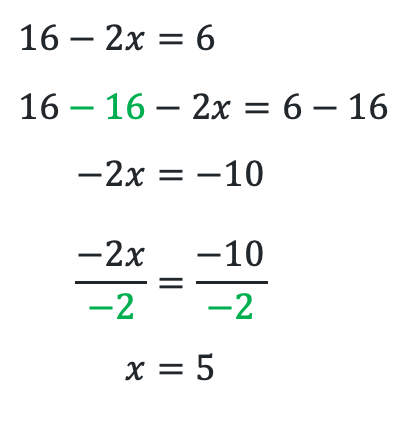 16 − 2x = 6
16 − 16 − 2x = 6 − 16
−2x = −10
−2x/−2 = −10/−2
x = 5